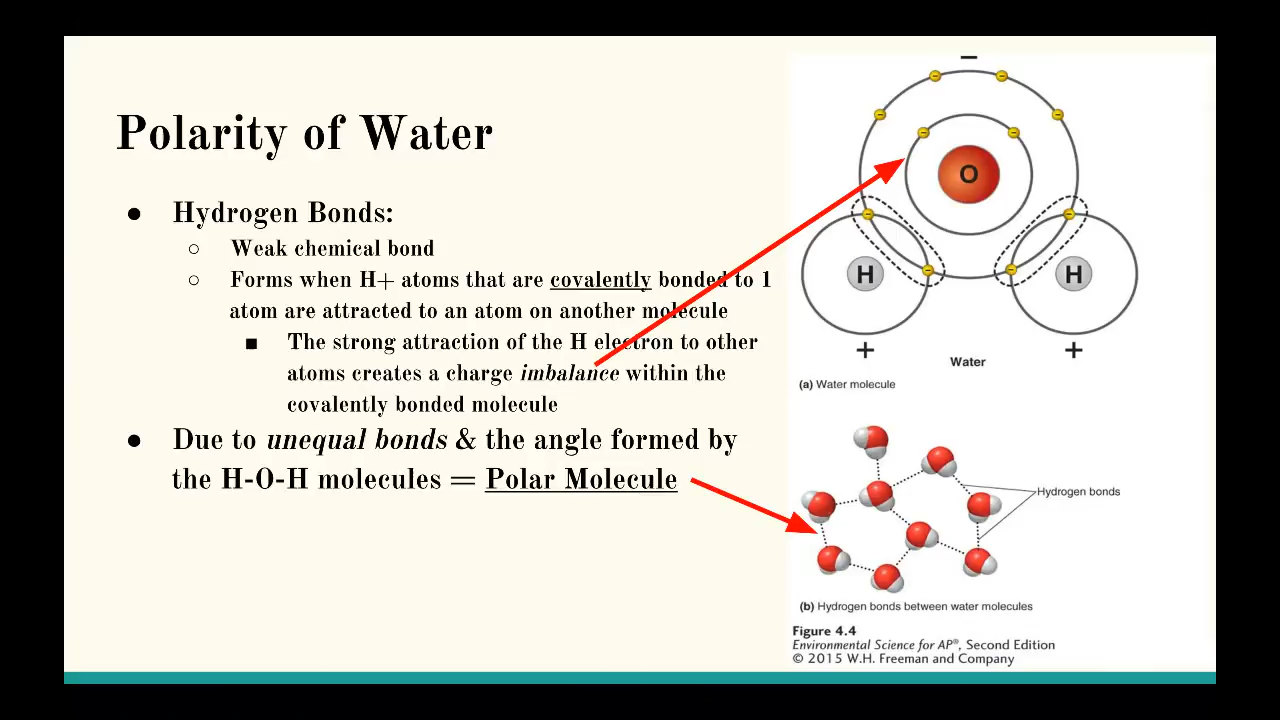 Polarity of Water
● Hydrogen Bonds:
○ Weak chemical bond
○ Forms when H+ atoms that are covalently bonded to 1
atom are attracted to an atom on another molecule
■ The strong attraction of the H electron to other
atoms creates a charge imbalance within the
covalently bonded molecule
● Due to unequal bonds & the angle formed by
the H-O-H molecules = Polar Molecule
−
O
H
H
+
+
Water
(a) Water molecule
Hydrogen bonds
(b) Hydrogen bonds between water molecules
Figure 4.4
Environmental Science for AP®, Second Edition
© 2015 W.H. Freeman and Company